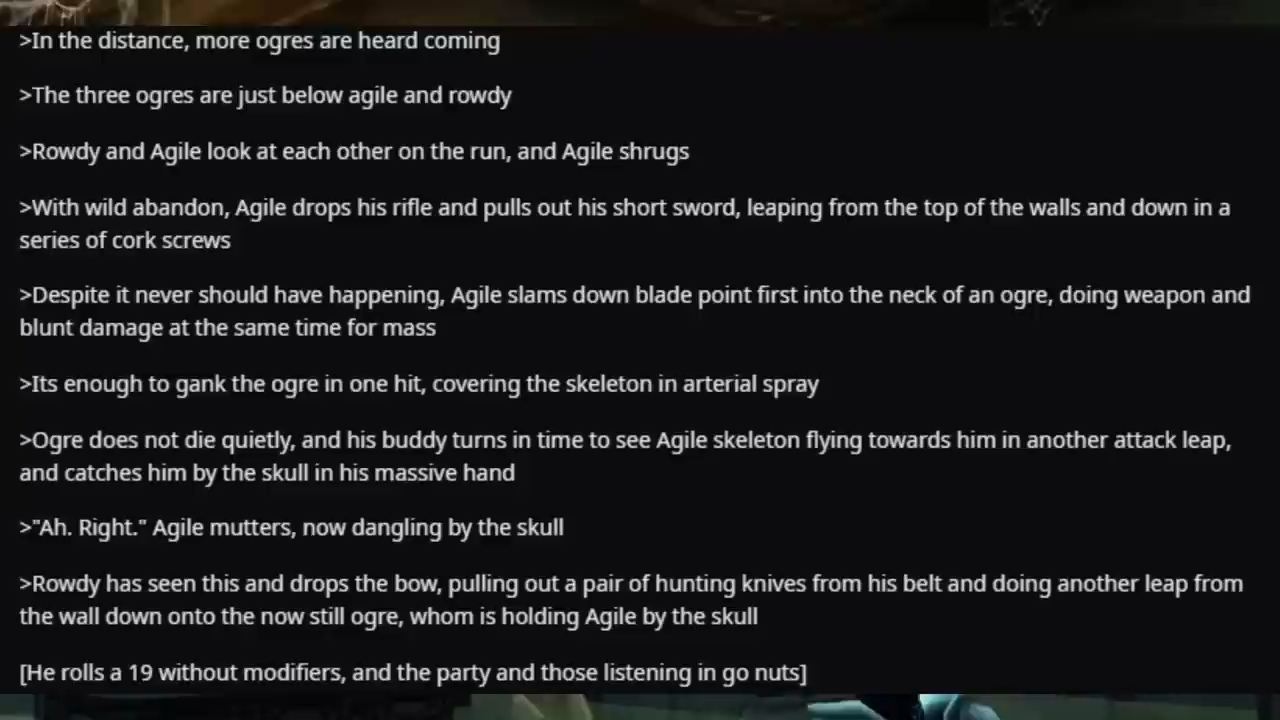 >In the distance, more ogres are heard coming
>The three ogres are just below agile and rowdy
>Rowdy and Agile look at each other on the run, and Agile shrugs
>With wild abandon, Agile drops his rifle and pulls out his short sword, leaping from the top of the walls and down in a
series of cork screws
>Despite it never should have happening, Agile slams down blade point first into the neck of an ogre, doing weapon and
blunt damage at the same time for mass
>Its enough to gank the ogre in one hit, covering the skeleton in arterial spray
>Ogre does not die quietly, and his buddy turns in time to see Agile skeleton flying towards him in another attack leap,
and catches him by the skull in his massive hand
>"Ah. Right." Agile mutters, now dangling by the skull
>Rowdy has seen this and drops the bow, pulling out a pair of hunting knives from his belt and doing another leap from
the wall down onto the now still ogre, whom is holding Agile by the skull
[He rolls a 19 without modifiers, and the party and those listening in go nuts]